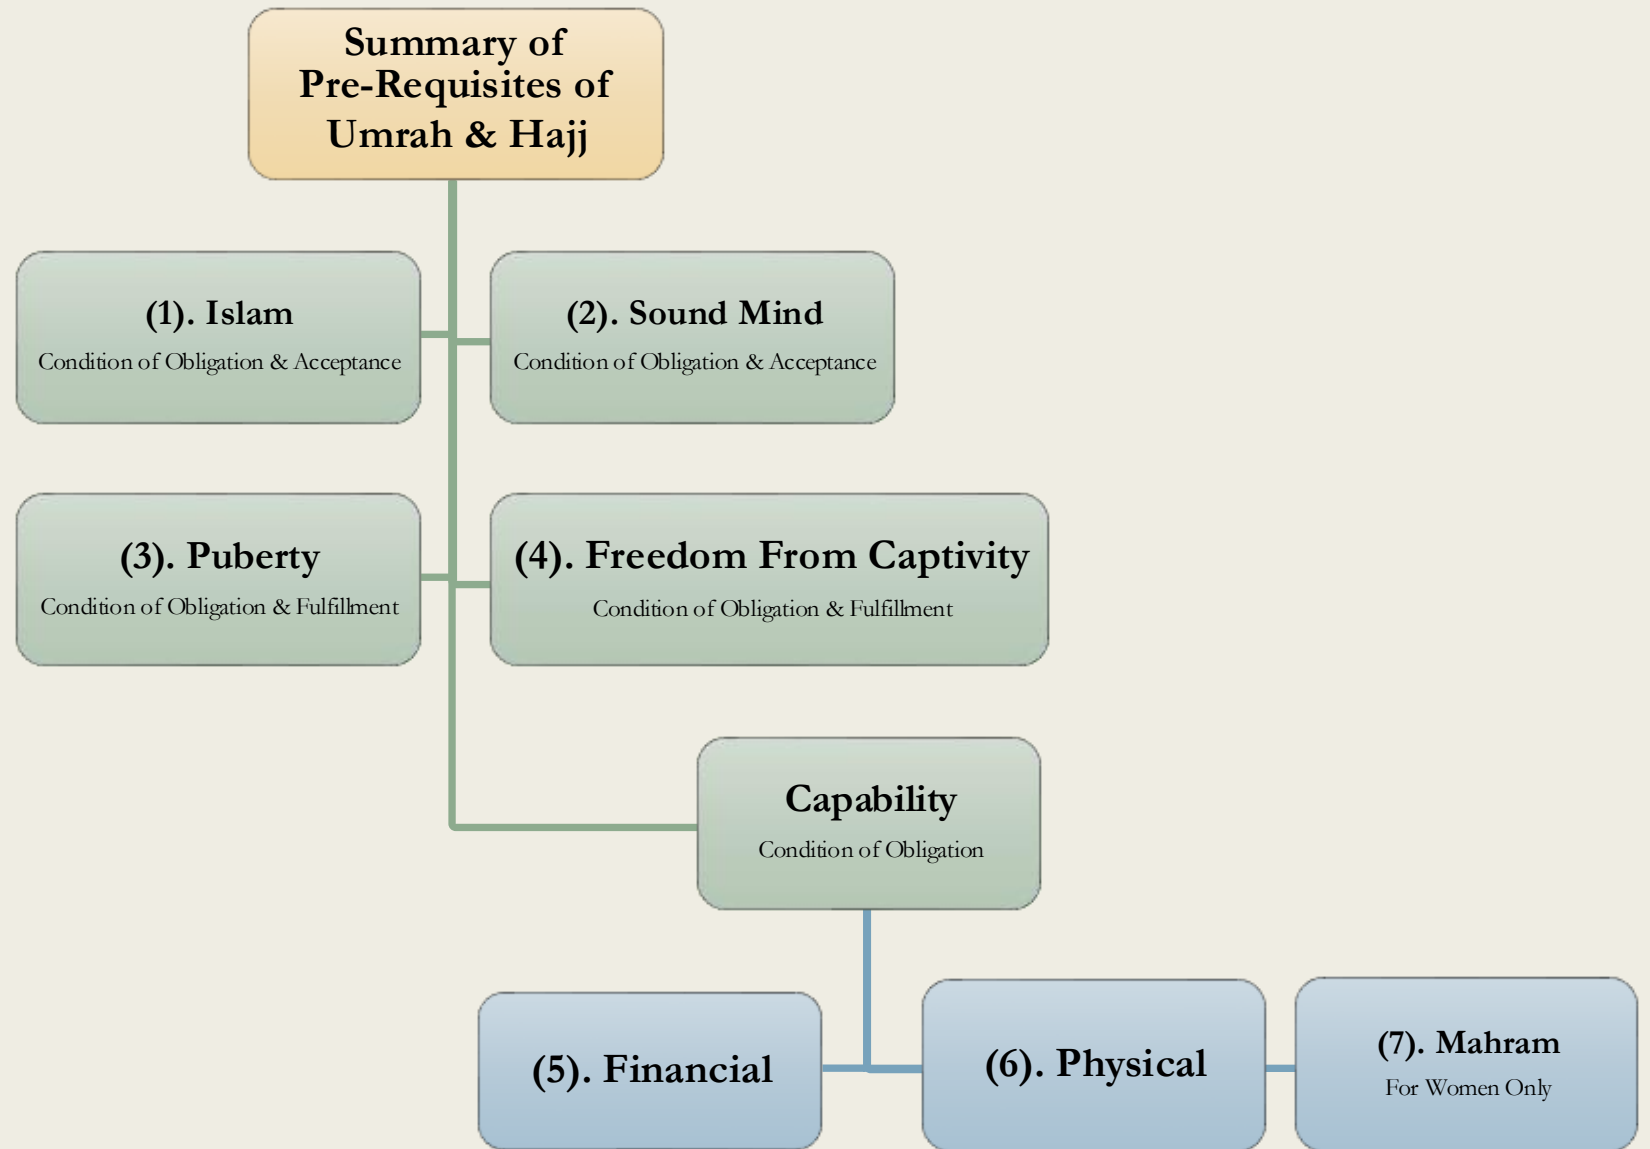 Summary of
Pre-Requisites of
Umrah & Hajj
(1). Islam
Condition of Obligation & Acceptance
(2). Sound Mind
Condition of Obligation & Acceptance
(3). Puberty
Condition of Obligation & Fulfillment
(4). Freedom From Captivity
Condition of Obligation & Fulfillment
Capability
Condition of Obligation
(5). Financial
(6). Physical
(7). Mahram
For Women Only